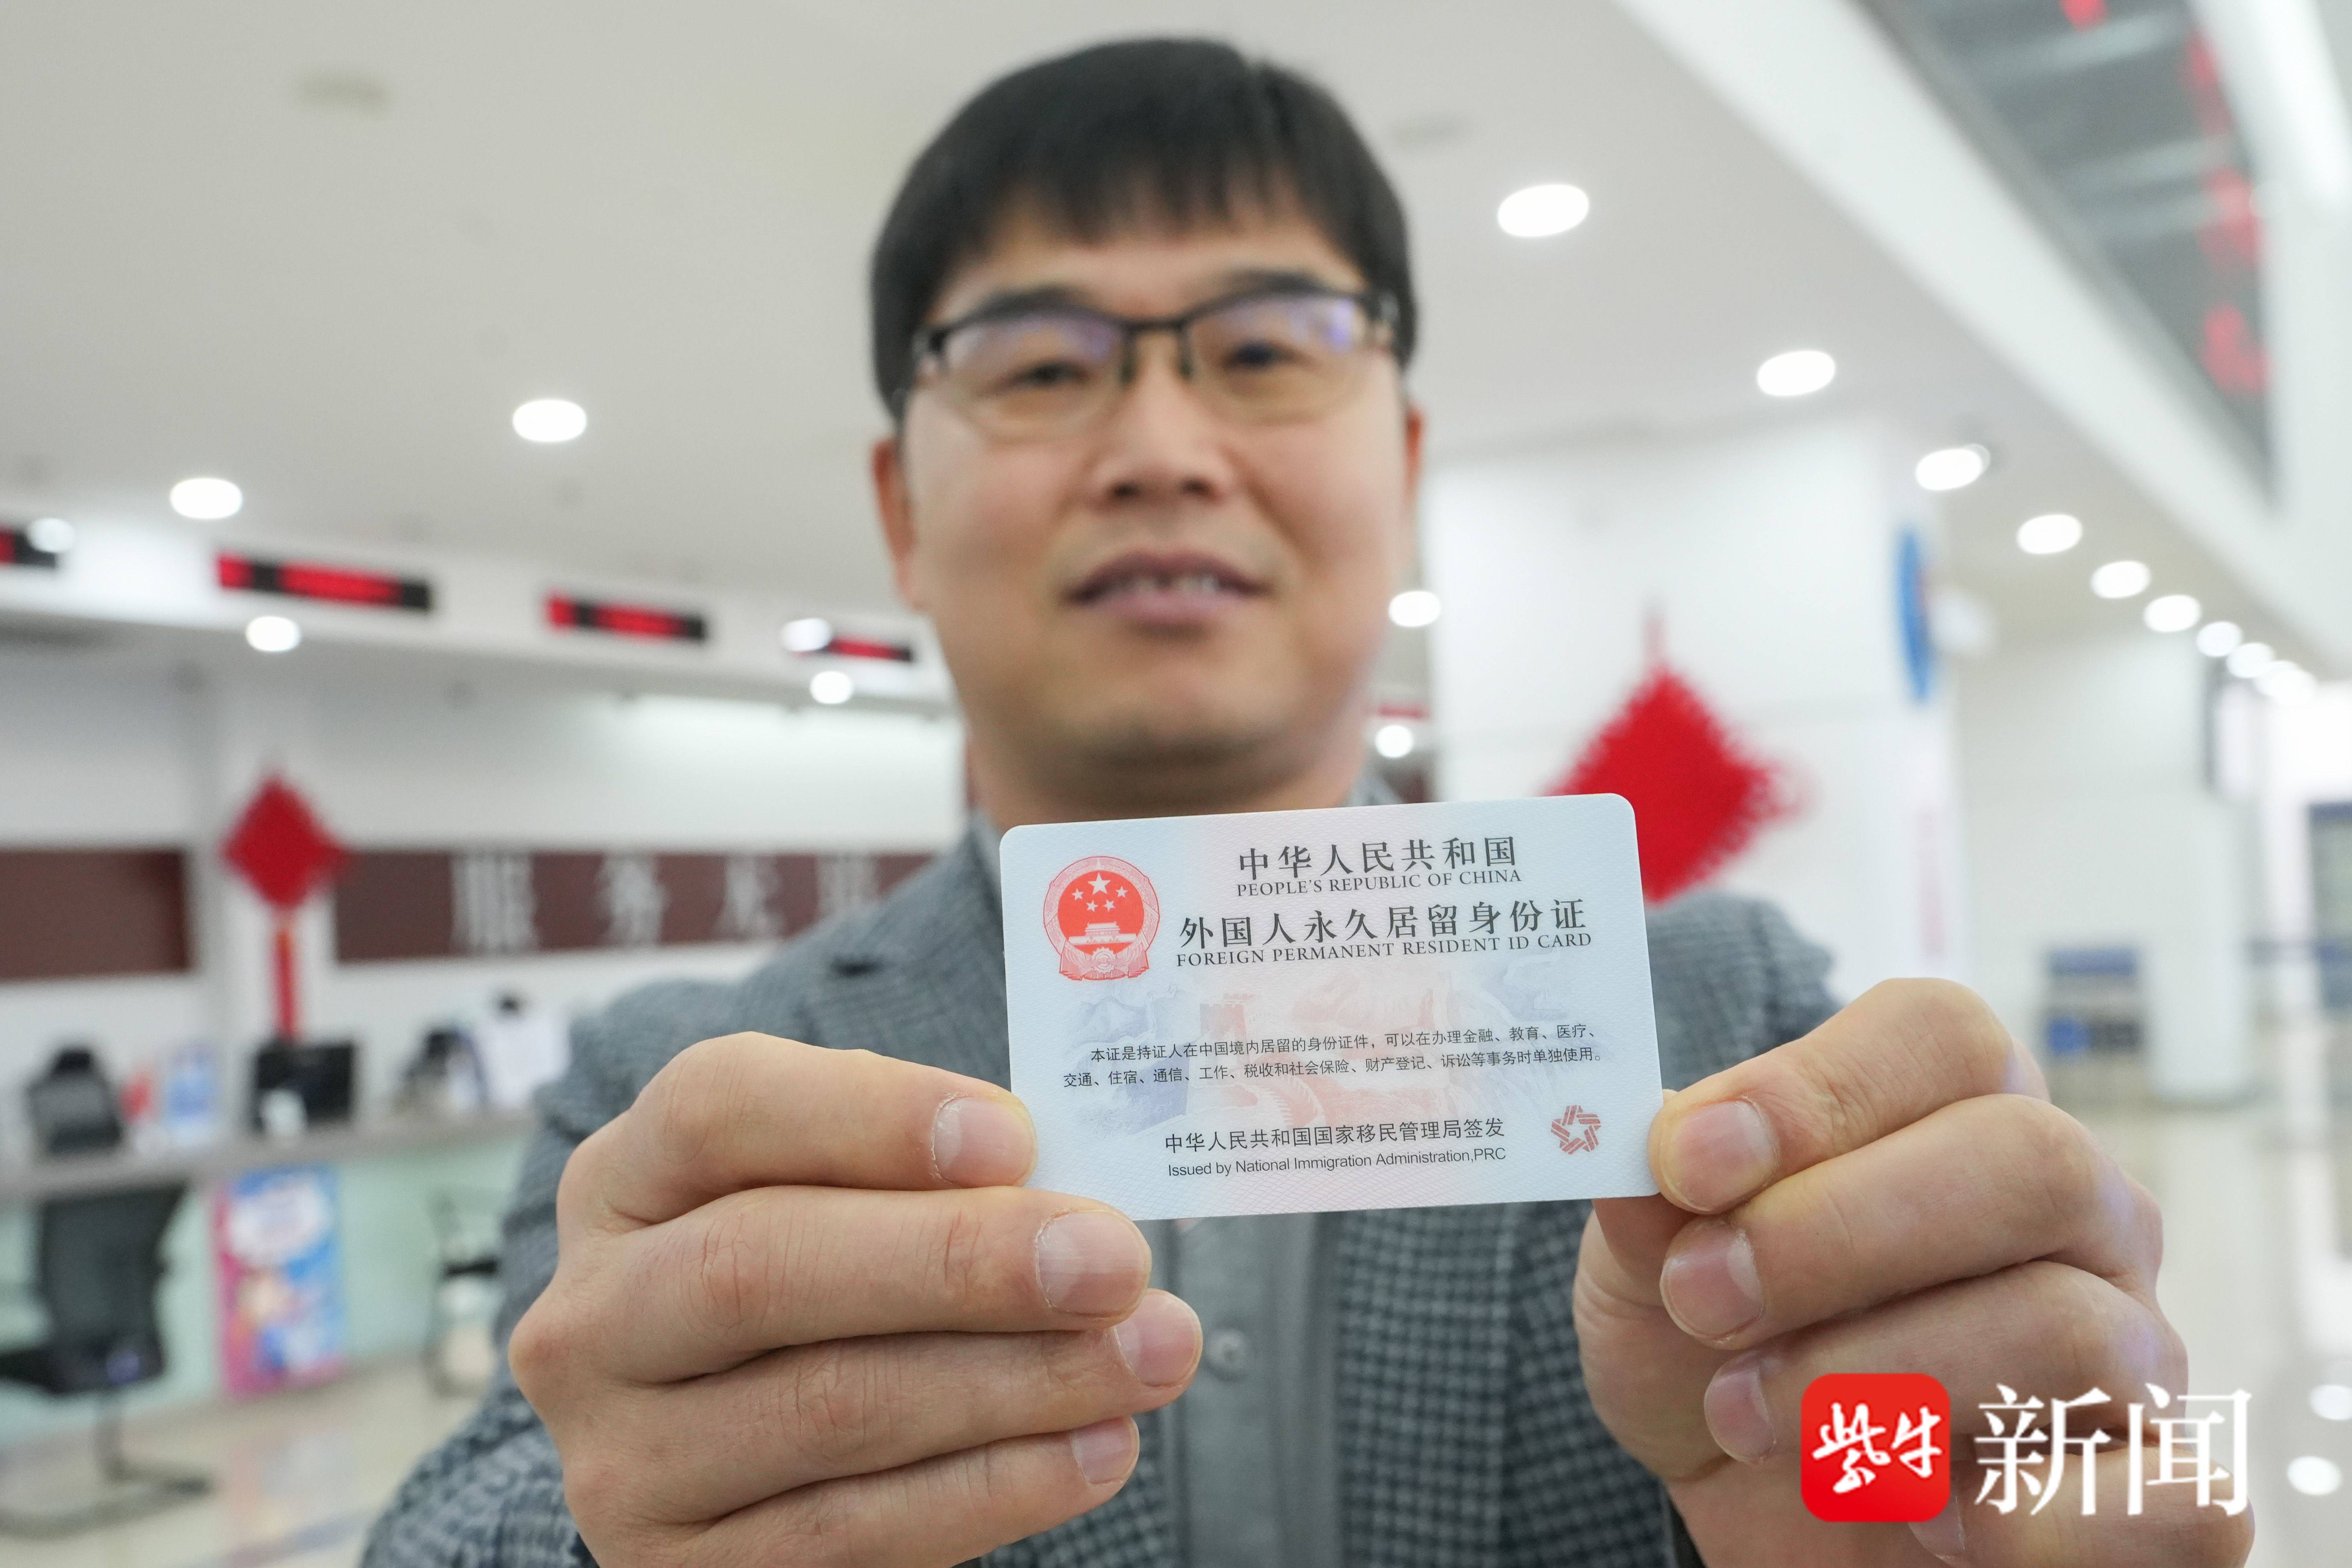 中华人民共和国
PEOPLE'S REPUBLIC OF CHINA
外国人永久居留身份证
FOREIGN PERMANENT RESIDENT ID CARD
本证是持证人在中国境内居留的身份证件，可以在办理金融、教育、医疗、
交通、住宿、通信、工作、税收和社会保险、财产登记、诉讼等事务时单独使用。
中华人民共和国国家移民管理局签发
Issued by National Immigration Administration,PRC
服务
紫牛 新闻